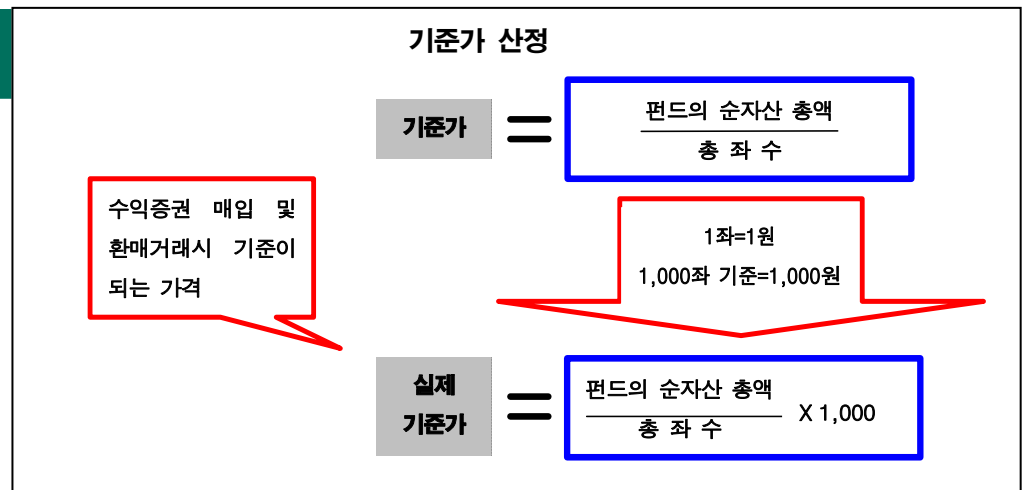 기준가 산정
기준가 = 펀드의 순자산 총액
총 좌 수
수익증권 매입 및
환매거래시 기준이
되는 가격
1좌=1원
1,000좌 기준=1,000원
실제
기준가 = 펀드의 순자산 총액
총 좌 수
X 1,000